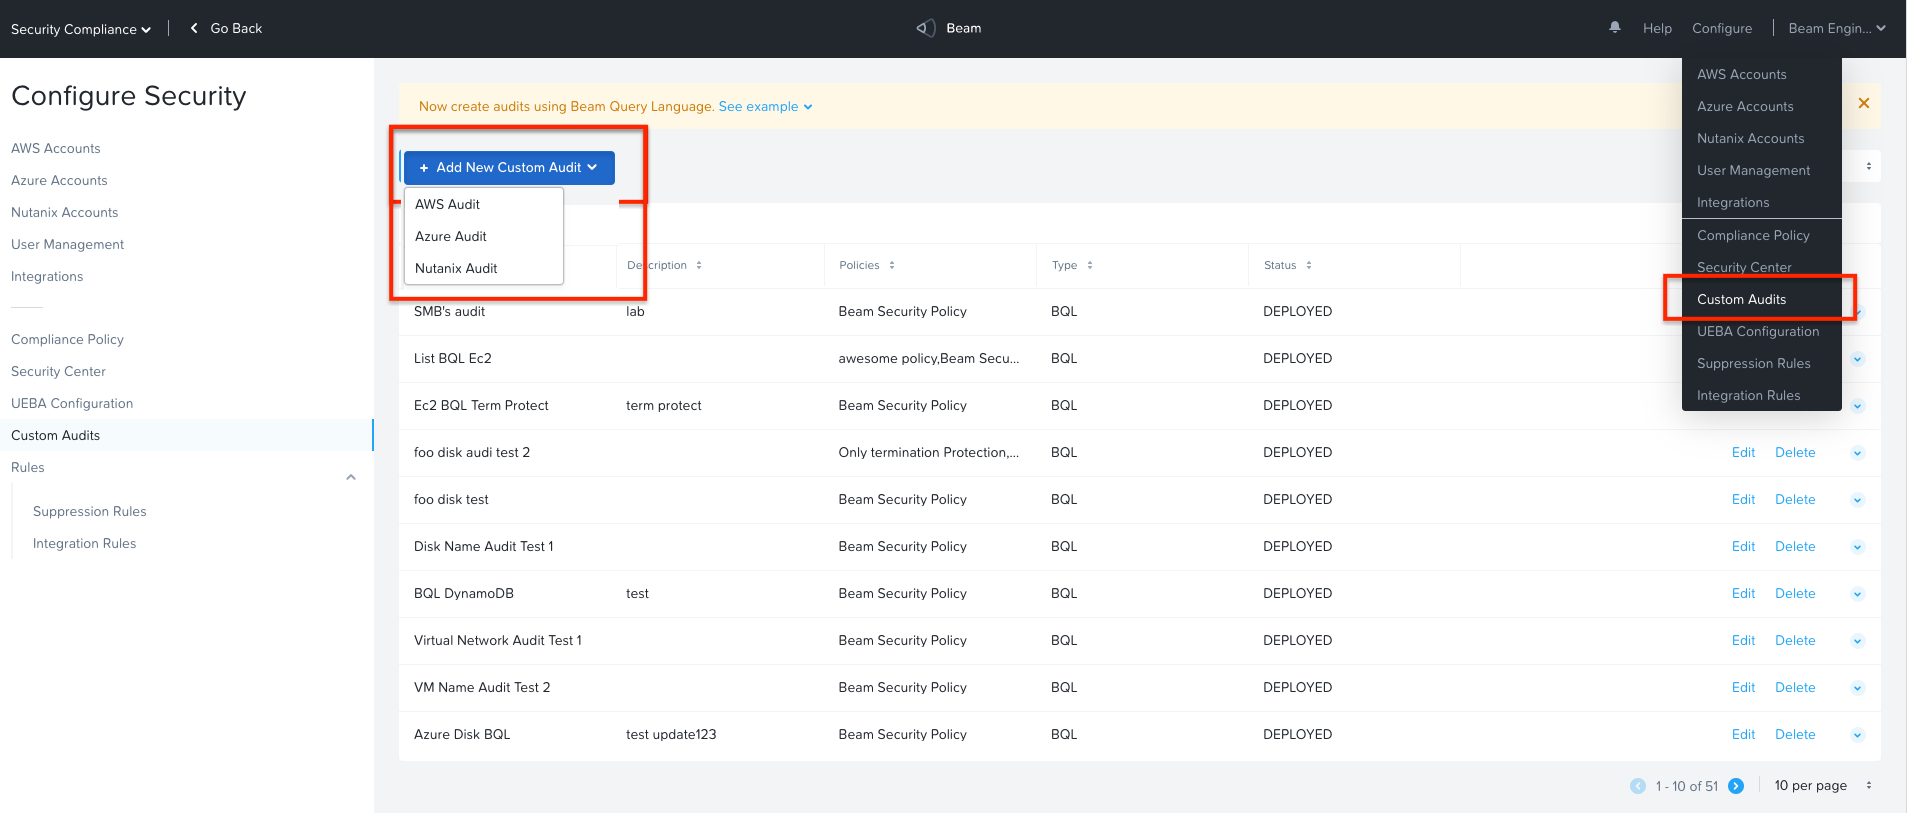 Security Compliance
Go Back
Beam
Help
Configure
Beam Engin...
Configure Security
AWS Accounts
Azure Accounts
Nutanix Accounts
User Management
Integrations
Compliance Policy
Security Center
UEBA Configuration
Custom Audits
Rules
Suppression Rules
Integration Rules
Now create audits using Beam Query Language. See example
+ Add New Custom Audit
AWS Audit
Azure Audit
Nutanix Audit
AWS Accounts
Azure Accounts
Nutanix Accounts
User Management
Integrations
Compliance Policy
Security Center
Custom Audits
UEBA Configuration
Suppression Rules
Integration Rules
Description Policies Type Status
SMB's audit lab Beam Security Policy BQL DEPLOYED
List BQL Ec2 awesome policy,Beam Secu... BQL DEPLOYED
Ec2 BQL Term Protect term protect Beam Security Policy BQL DEPLOYED
foo disk audi test 2 Only termination Protection,... BQL DEPLOYED Edit Delete
foo disk test Beam Security Policy BQL DEPLOYED Edit Delete
Disk Name Audit Test 1 Beam Security Policy BQL DEPLOYED Edit Delete
BQL DynamoDB test Beam Security Policy BQL DEPLOYED Edit Delete
Virtual Network Audit Test 1 Beam Security Policy BQL DEPLOYED Edit Delete
VM Name Audit Test 2 Beam Security Policy BQL DEPLOYED Edit Delete
Azure Disk BQL test update123 Beam Security Policy BQL DEPLOYED Edit Delete
1 - 10 of 51
10 per page